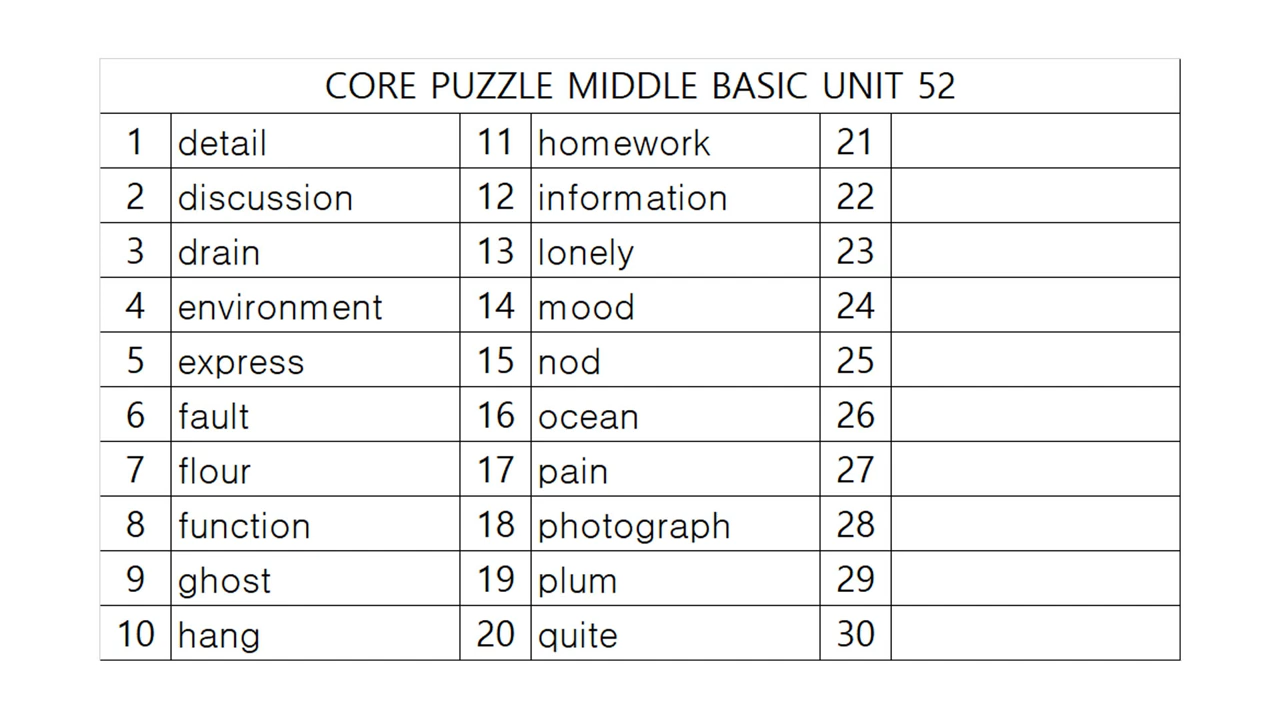 CORE PUZZLE MIDDLE BASIC UNIT 52
1 detail 11 homework 21
2 discussion 12 information 22
3 drain 13 lonely 23
4 environment 14 mood 24
5 express 15 nod 25
6 fault 16 ocean 26
7 flour 17 pain 27
8 function 18 photograph 28
9 ghost 19 plum 29
10 hang 20 quite 30